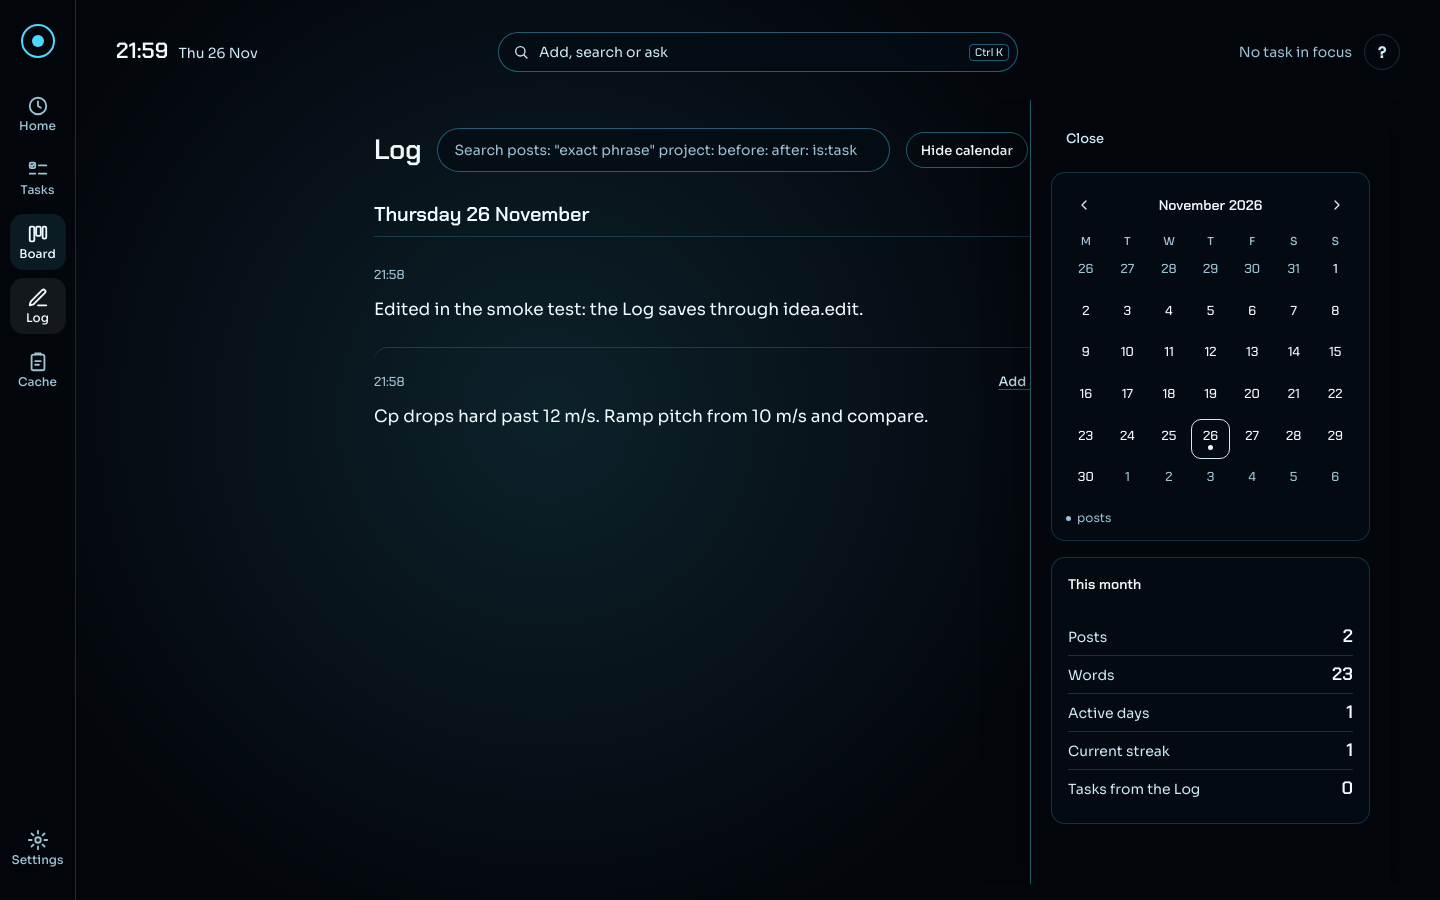 21:59 Thu 26 Nov
Add, search or ask
Ctrl K
No task in focus
?
Home
Tasks
Board
Log
Cache
Settings
Log
Search posts: "exact phrase" project: before: after: is:task
Hide calendar
Thursday 26 November
21:58
Edited in the smoke test: the Log saves through idea.edit.
21:58
Add
Cp drops hard past 12 m/s. Ramp pitch from 10 m/s and compare.
Close
November 2026
M T W T F S S
26 27 28 29 30 31 1
2 3 4 5 6 7 8
9 10 11 12 13 14 15
16 17 18 19 20 21 22
23 24 25 26 27 28 29
30 1 2 3 4 5 6
posts
This month
Posts 2
Words 23
Active days 1
Current streak 1
Tasks from the Log 0